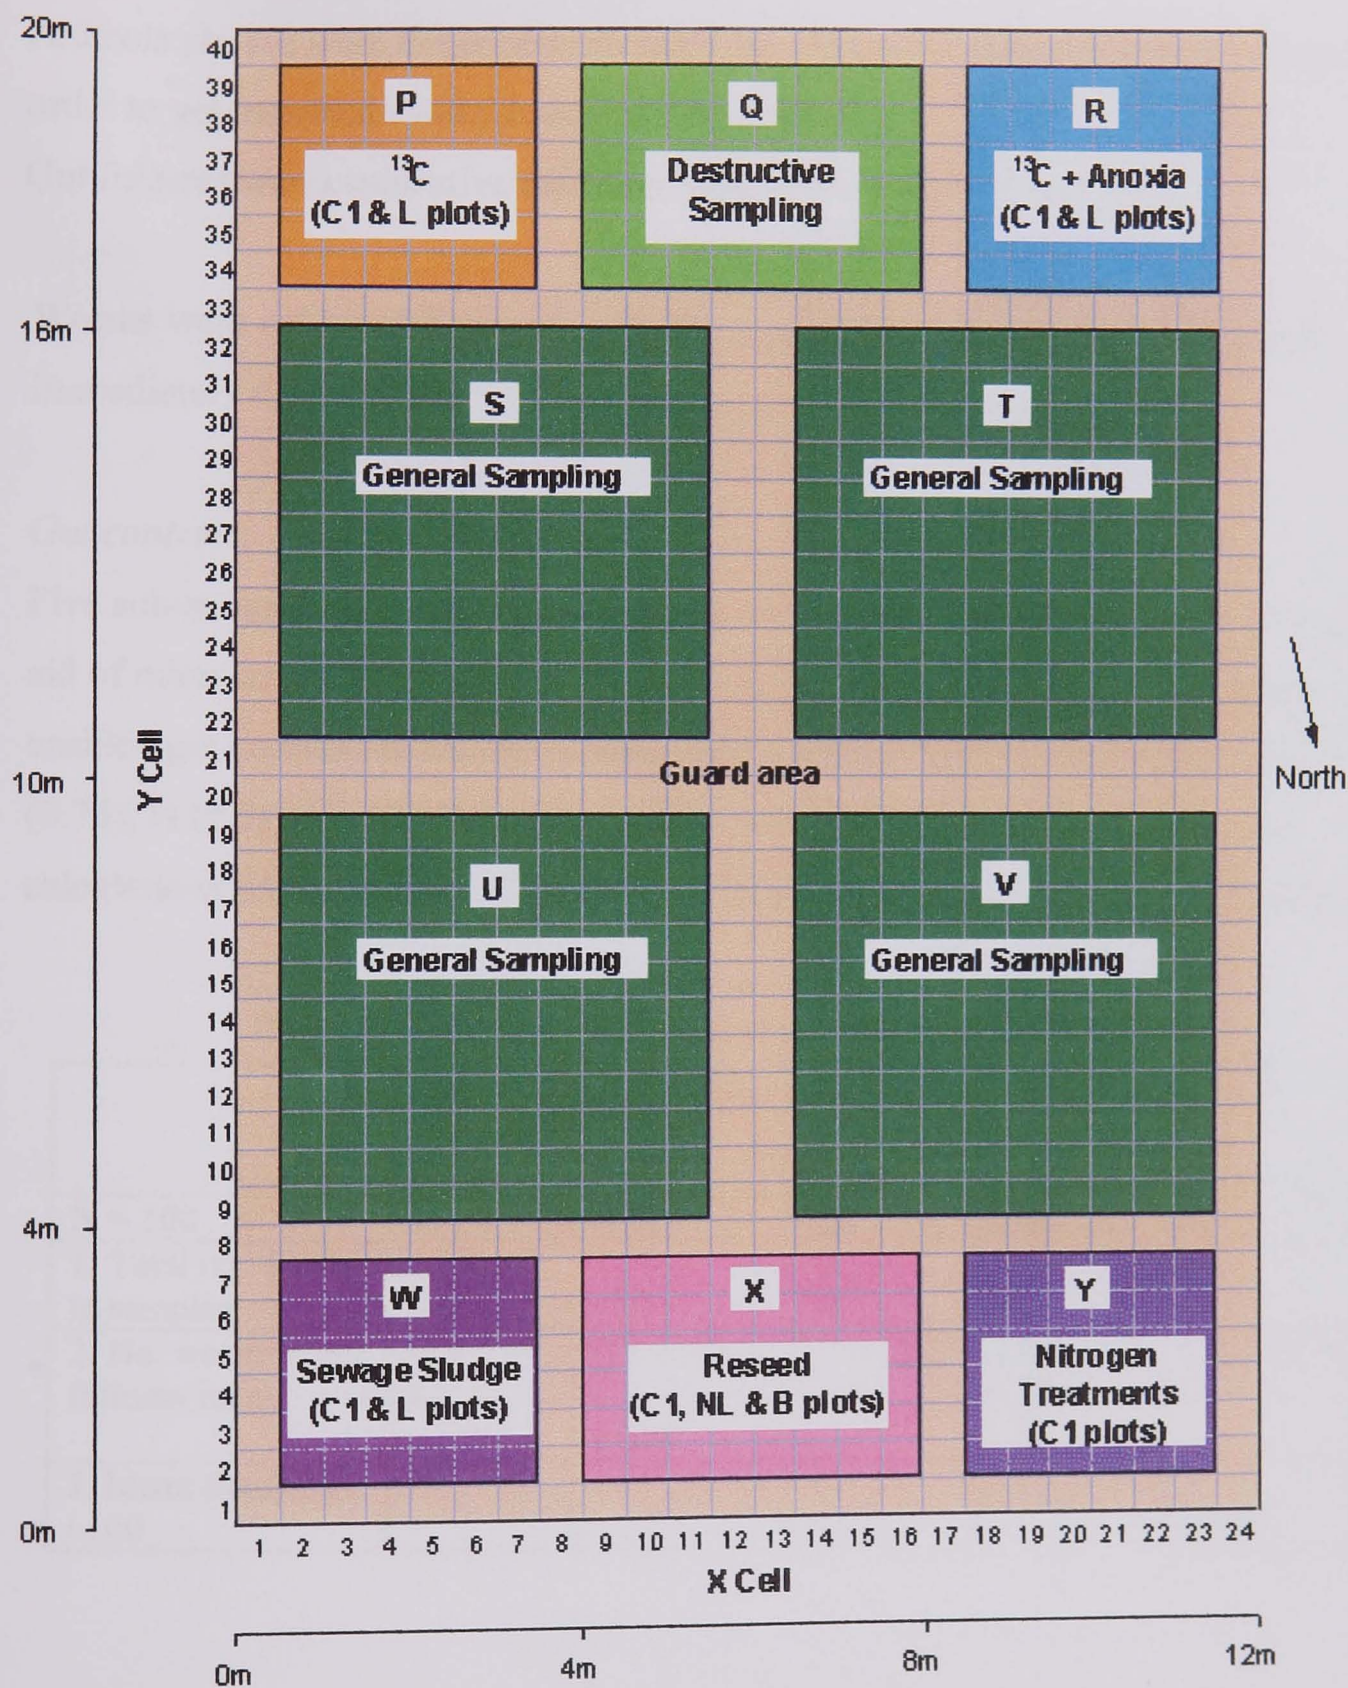 20m
40
39
38
37
36
35
34
33
16m
32
31
30
29
28
27
26
25
24
23
22
21
10m
20
19
18
17
16
15
14
13
12
11
10
9
4m
8
7
6
5
4
3
2
1
0m
Y Cell
P
13C
(C1 & L plots)
Q
Destructive
Sampling
R
13C + Anoxia
(C1 & L plots)
S
General Sampling
T
General Sampling
Guard area
North
U
General Sampling
V
General Sampling
W
Sewage Sludge
(C1 & L plots)
X
Reseed
(C1, NL & B plots)
Y
Nitrogen
Treatments
(C1 plots)
1 2 3 4 5 6 7 8 9 10 11 12 13 14 15 16 17 18 19 20 21 22 23 24
X Cell
0m 4m 8m 12m